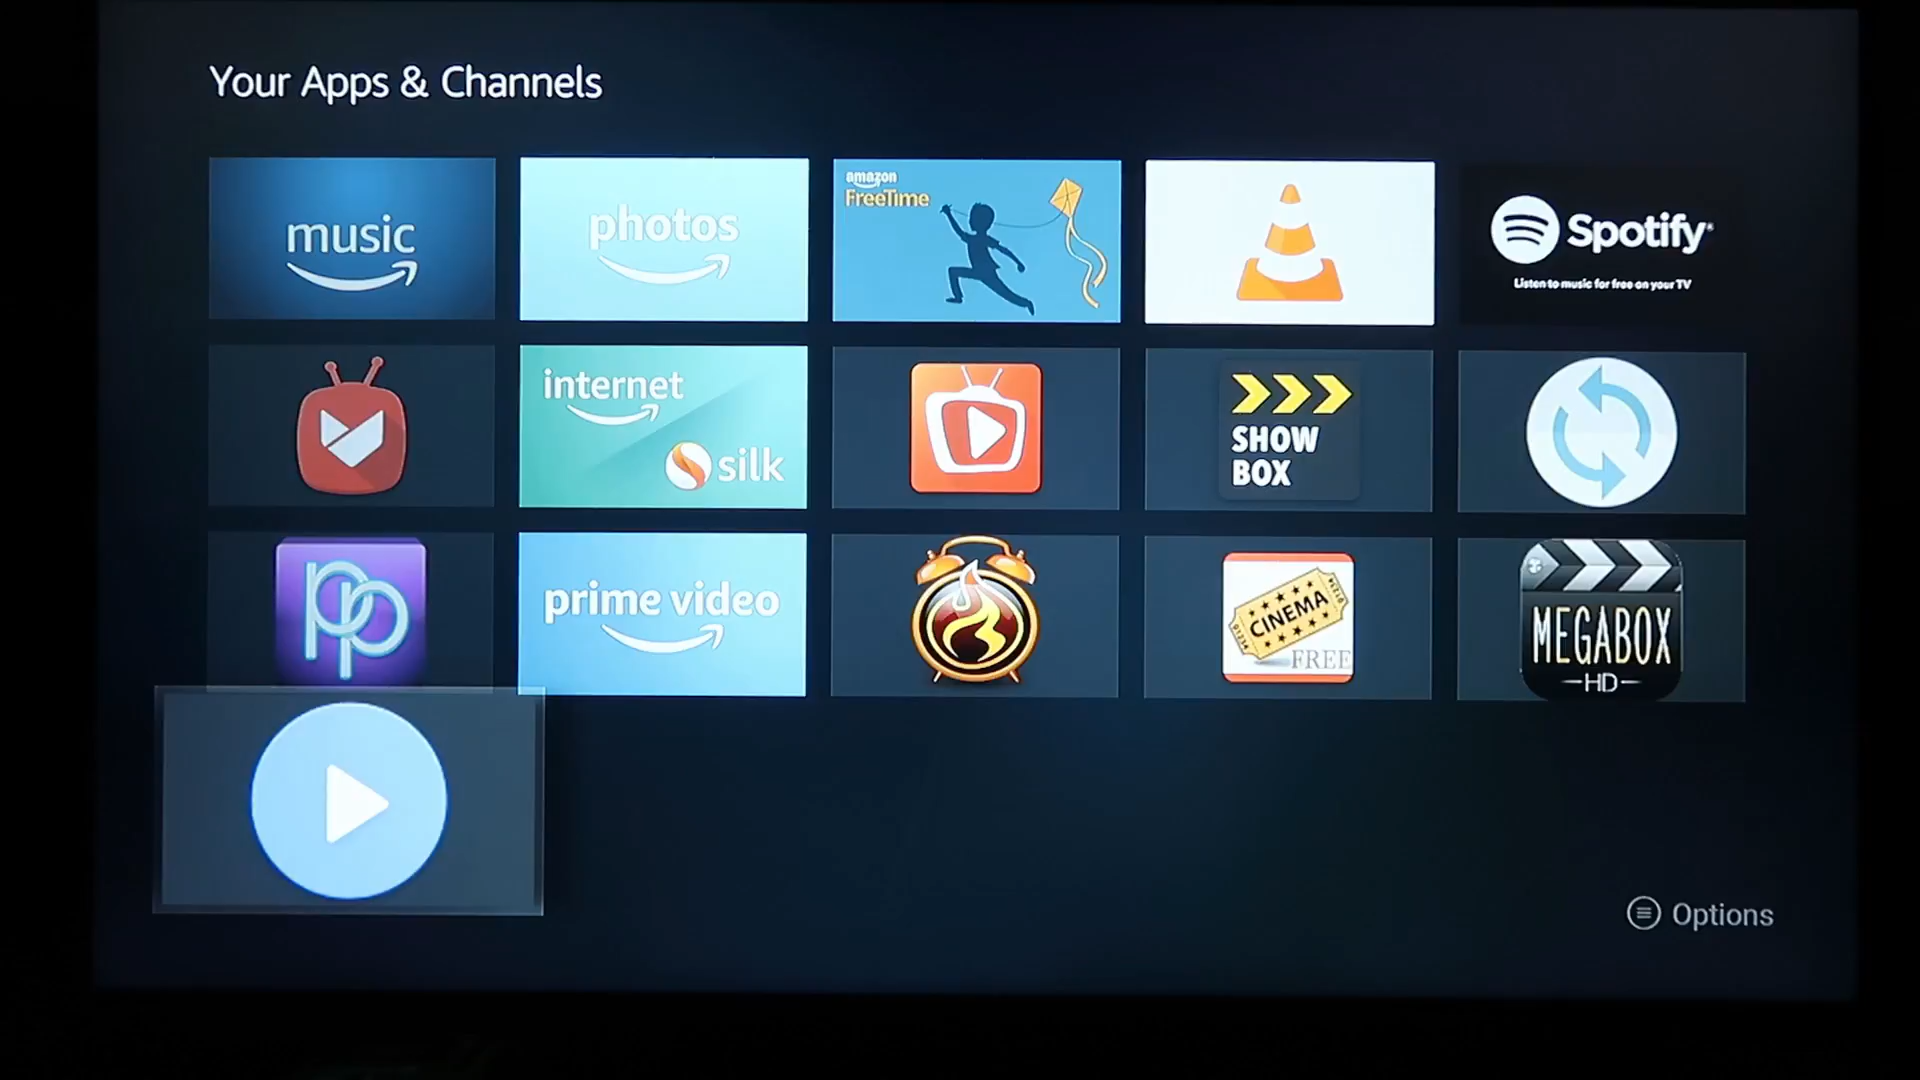 Your Apps & Channels
music
photos
amazon
FreeTime
Spotify
Listen to music for free on your TV
internet
silk
SHOW
BOX
pp
prime video
CINEMA
FREE
MEGABOX
HD
Options